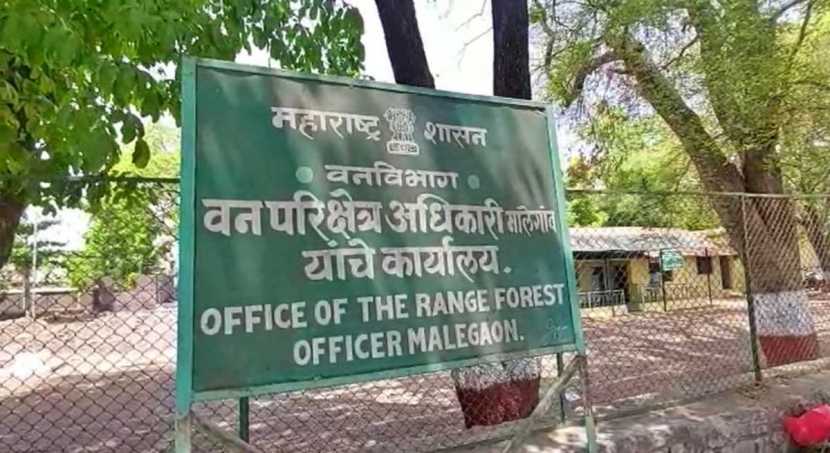 महाराष्ट्र शासन
वनविभाग
वन परिक्षेत्र अधिकारी मालेगांव
यांचे कार्यालय.
OFFICE OF THE RANGE FOREST
OFFICER MALEGAON.